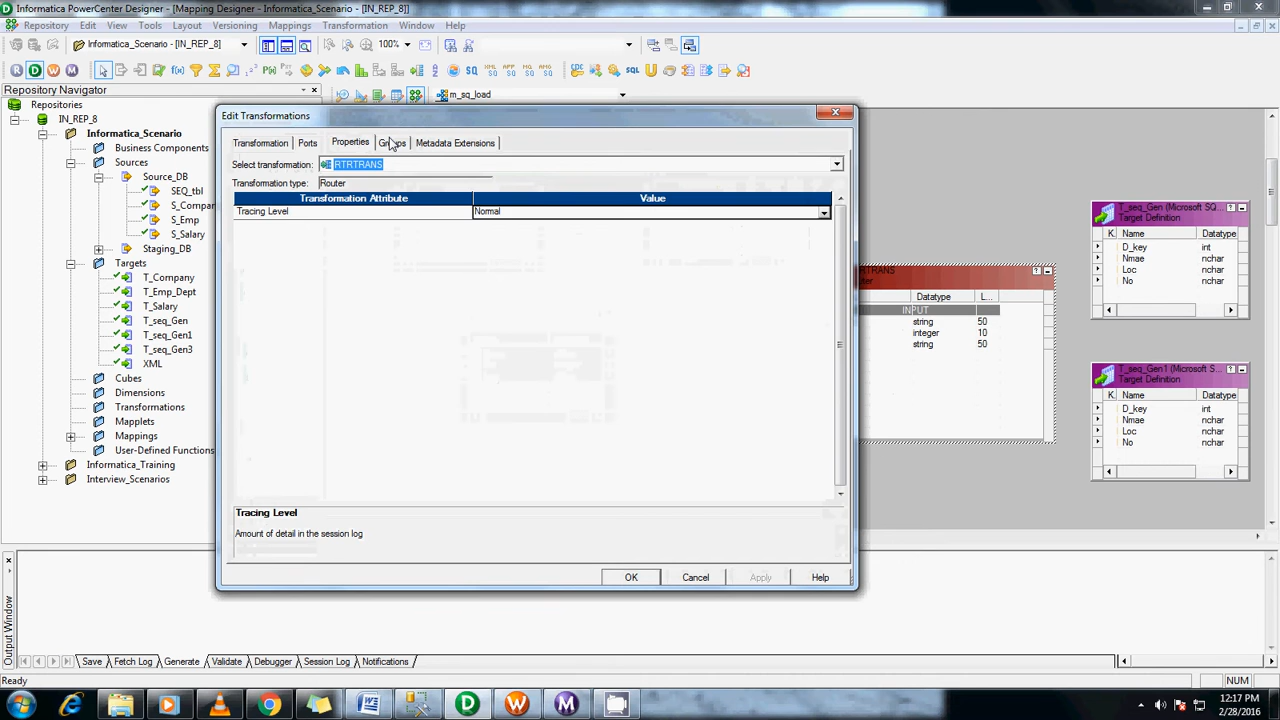 Informatica PowerCenter Designer - [Mapping Designer - Informatica_Scenario - [IN_REP_8]]
Repository Edit View Tools Layout Versioning Mappings Transformation Window Help
Informatica_Scenario - [IN_REP_8] 100%
Repository Navigator
m_sq_load
Repositories
IN_REP_8
Informatica_Scenario
Business Components
Sources
Source_DB
SEQ_tbl
S_Compar
S_Emp
S_Salary
Staging_DB
Targets
T_Company
T_Emp_Dept
T_Salary
T_seq_Gen
T_seq_Gen1
T_seq_Gen3
XML
Cubes
Dimensions
Transformations
Mapplets
Mappings
User-Defined Functions
Informatica_Training
Interview_Scenarios
Edit Transformations
Transformation Ports Properties Groups Metadata Extensions
Select transformation: RTRTRANS
Transformation type: Router
Transformation Attribute Value
Tracing Level Normal
Tracing Level
Amount of detail in the session log
OK Cancel Apply Help
RTRANS
uter
Datatype L...
INPUT
string 50
integer 10
string 50
T_seq_Gen (Microsoft SQ...
Target Definition
K. Name Datatype
D_key int
Nmae nchar
Loc nchar
No nchar
T_seq_Gen1 (Microsoft S...
Target Definition
K. Name Datatype
D_key int
Nmae nchar
Loc nchar
No nchar
Output Window
Save Fetch Log Generate Validate Debugger Session Log Notifications
Ready
NUM
12:17 PM
2/28/2016